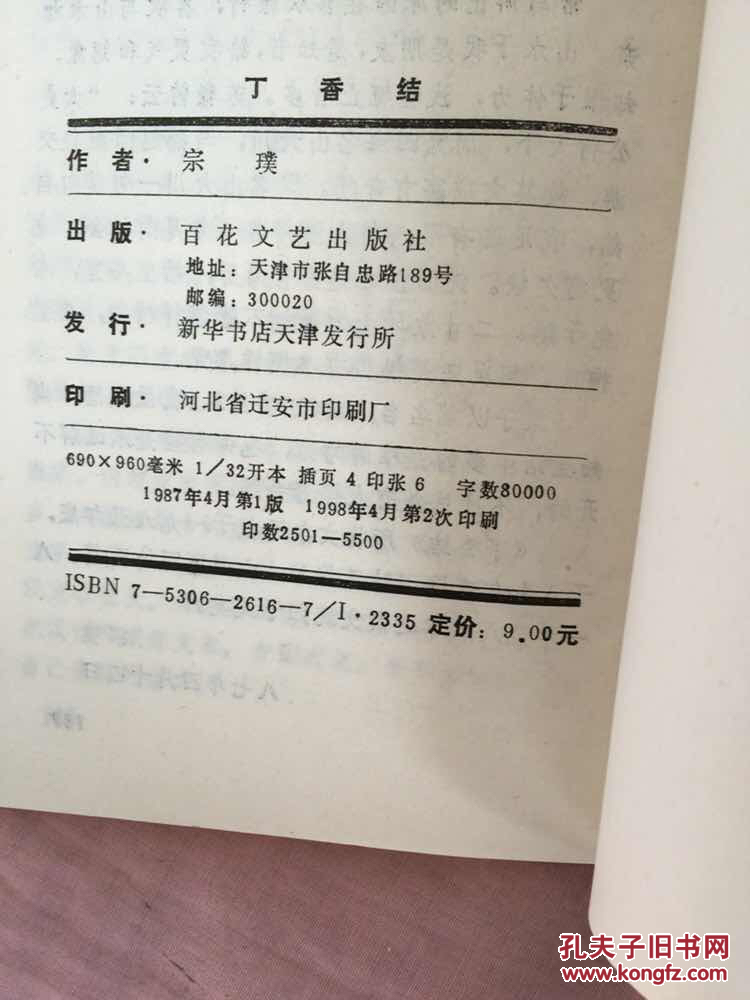 丁香结
作者·宗 璞
出版·百花文艺出版社
地址：天津市张自忠路189号
邮编：300020
发行·新华书店天津发行所
印刷·河北省迁安市印刷厂
690×960毫米 1/32开本 插页 4 印张 6 字数80000
1987年4月第1版 1998年4月第2次印刷
印数2501—5500
ISBN 7-5306-2616-7/I·2335 定价：9.00元
孔夫子旧书网
www.kongfz.com